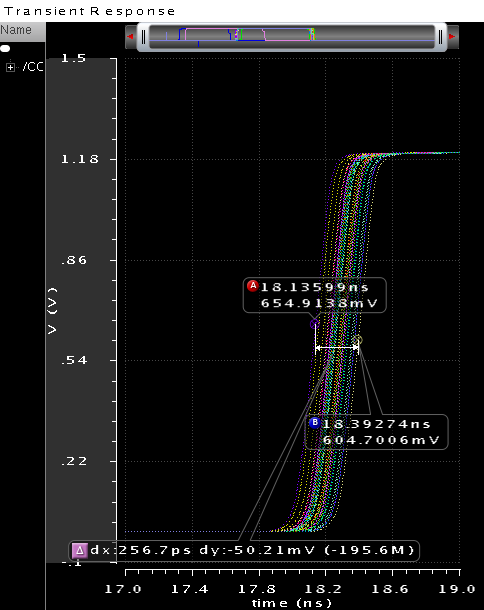 Transient Response
Name
/CC
1.5
1.18
.86
.54
.22
-.1
V (V)
A 18.13599ns
654.9138mV
B 18.39274ns
604.7006mV
Δ dx:256.7ps dy:-50.21mV (-195.6M)
17.0 17.4 17.8 18.2 18.6 19.0
time (ns)